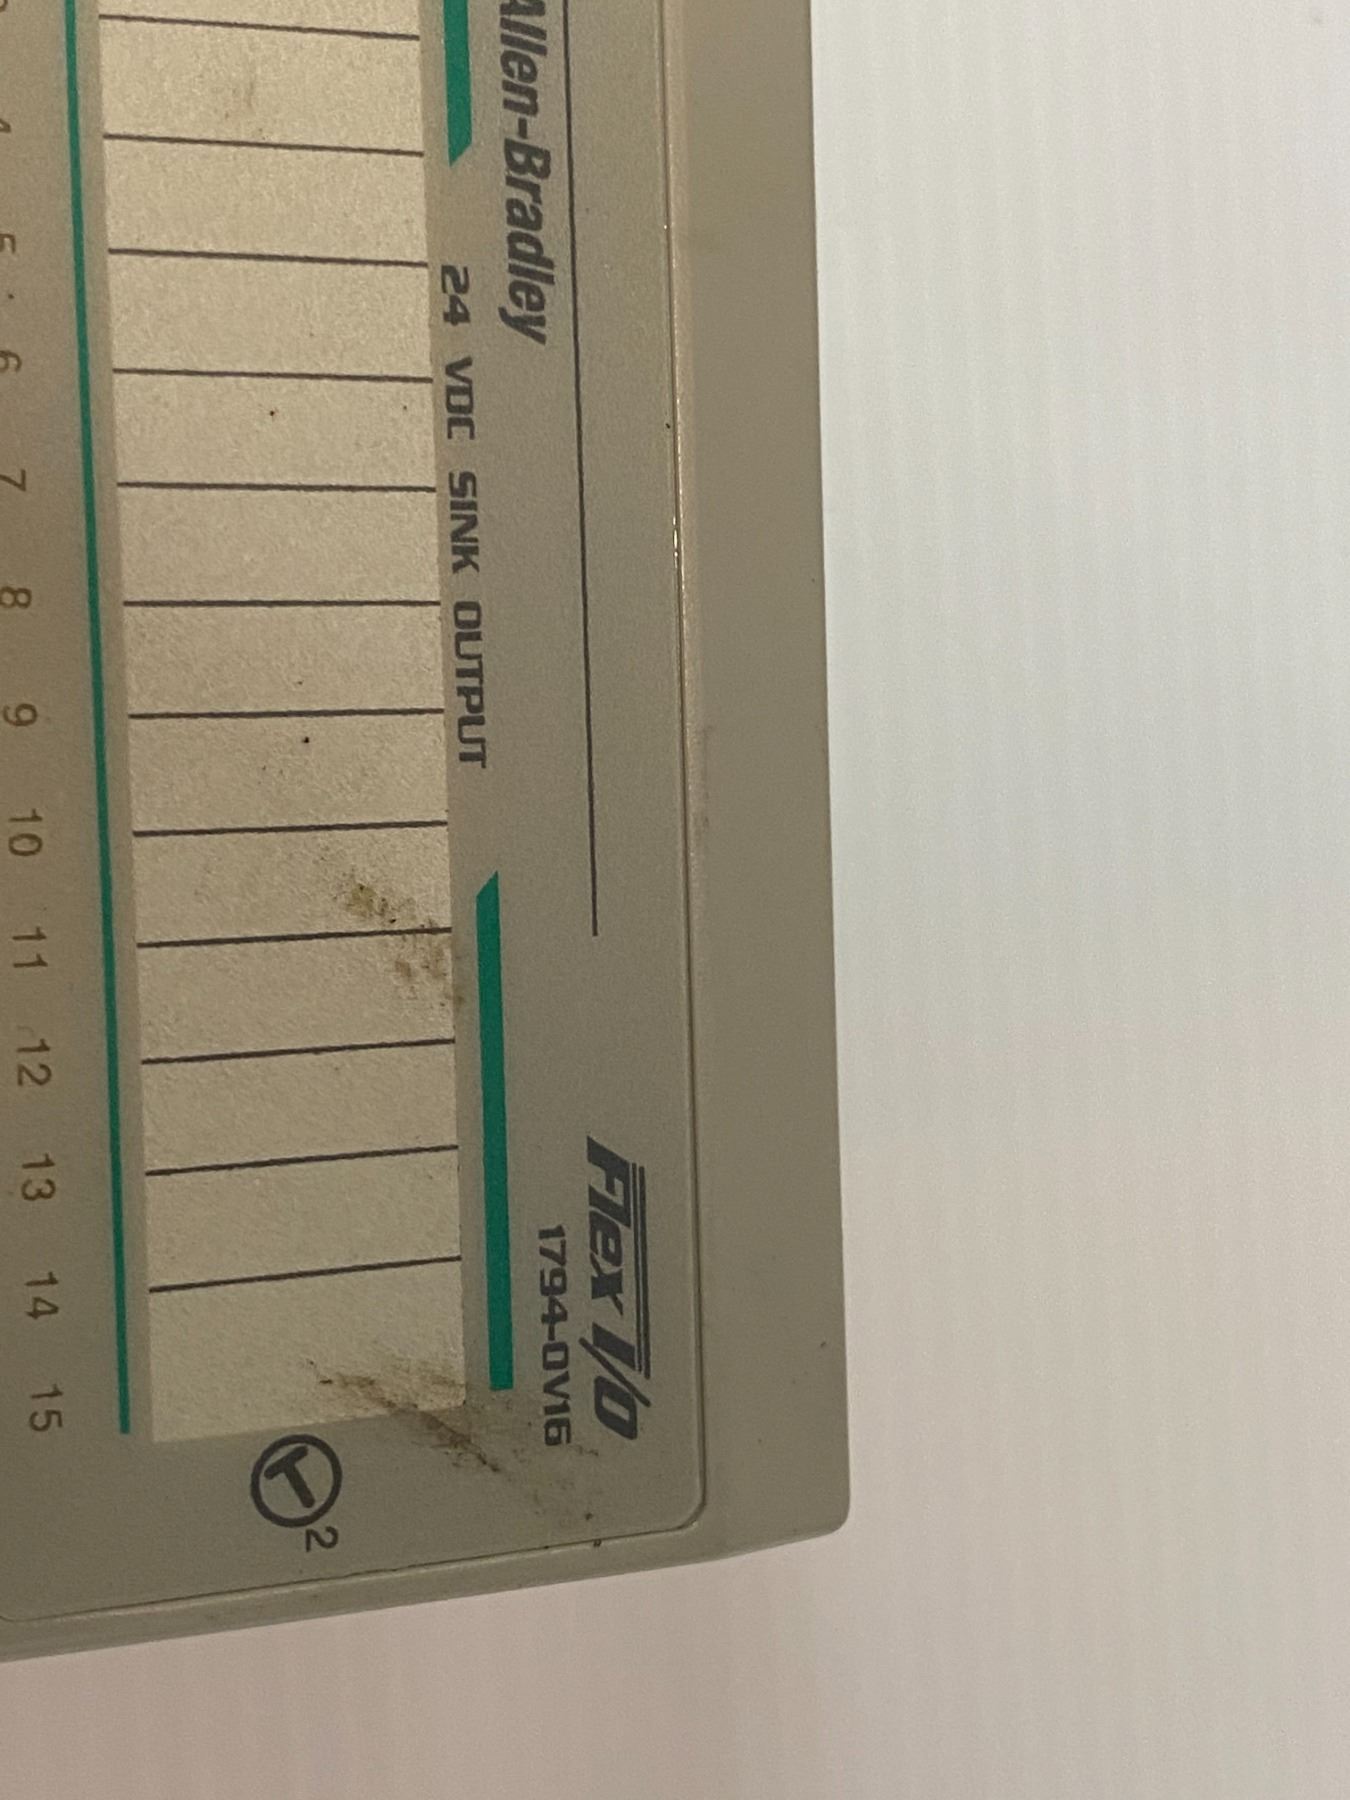 Allen-Bradley
Flex I/O
24 VDC SINK OUTPUT
1794-OV16
4 5 6 7 8 9 10 11 12 13 14 15
2